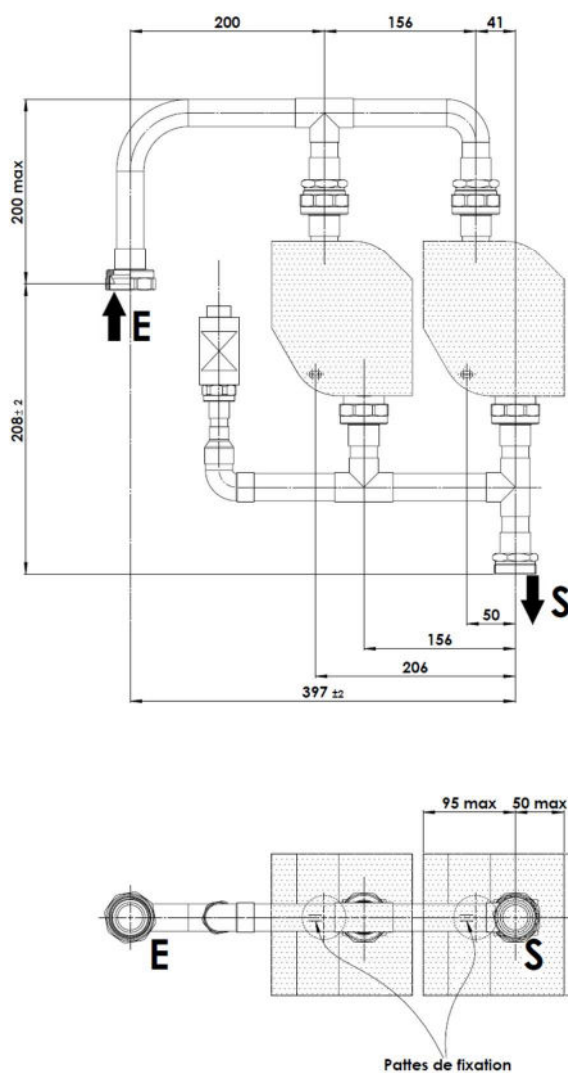 200
156
41
200 max
E
208± 2
S
50
156
206
397 ±2
95 max
50 max
E
S
Pattes de fixation